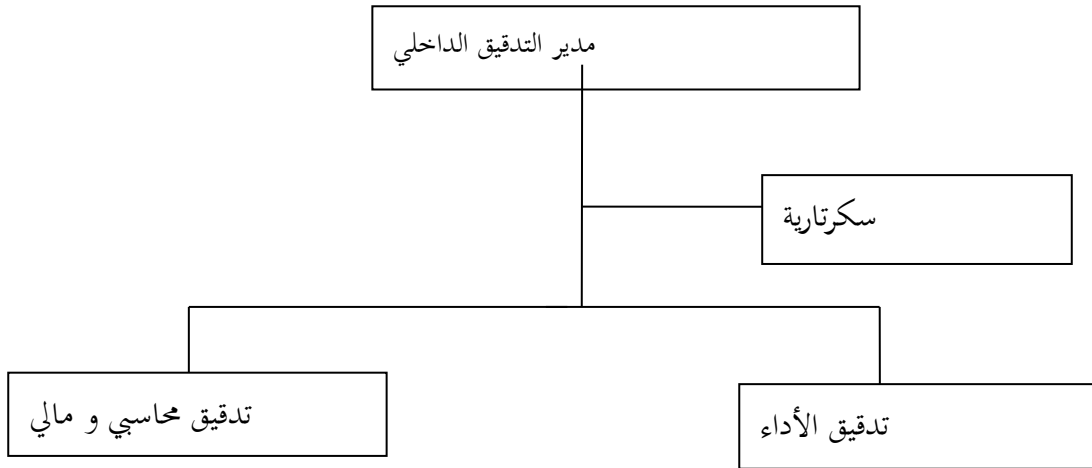 مدير التدقيق الداخلي
سكرتارية
تدقيق الأداء
تدقيق محاسبي و مالي